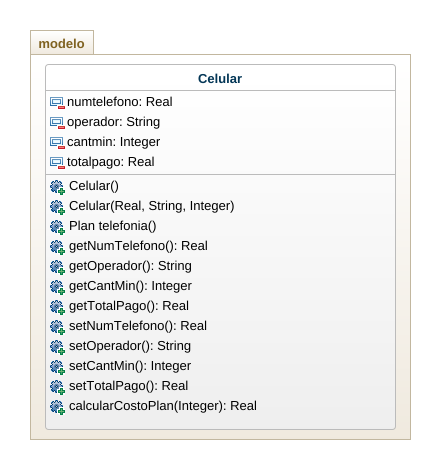 modelo
Celular
numtelefono: Real
operador: String
cantmin: Integer
totalpago: Real
Celular()
Celular(Real, String, Integer)
Plan telefonia()
getNumTelefono(): Real
getOperador(): String
getCantMin(): Integer
getTotalPago(): Real
setNumTelefono(): Real
setOperador(): String
setCantMin(): Integer
setTotalPago(): Real
calcularCostoPlan(Integer): Real